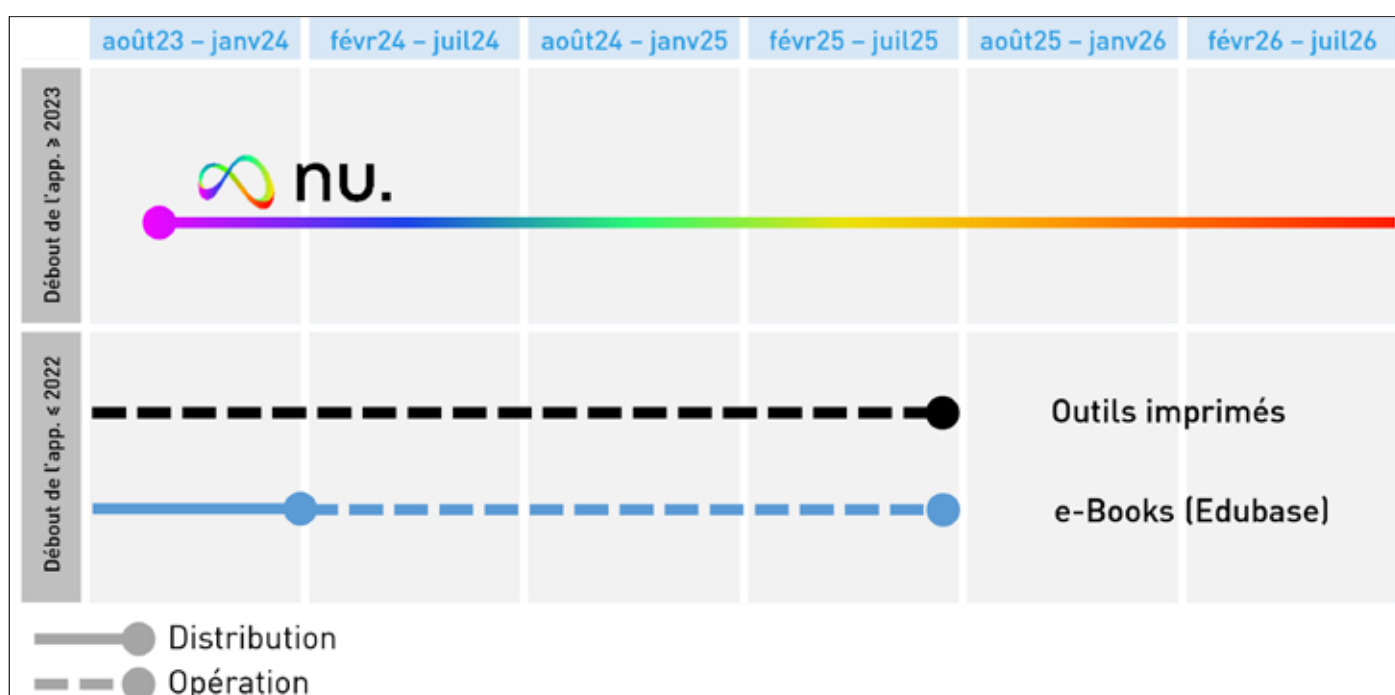 août23 – janv24
févr24 – juil24
août24 – janv25
févr25 – juil25
août25 – janv26
févr26 – juil26
Début de l'app. ≥ 2023
nu.
Début de l'app. ≤ 2022
Outils imprimés
e-Books (Edubase)
Distribution
Opération